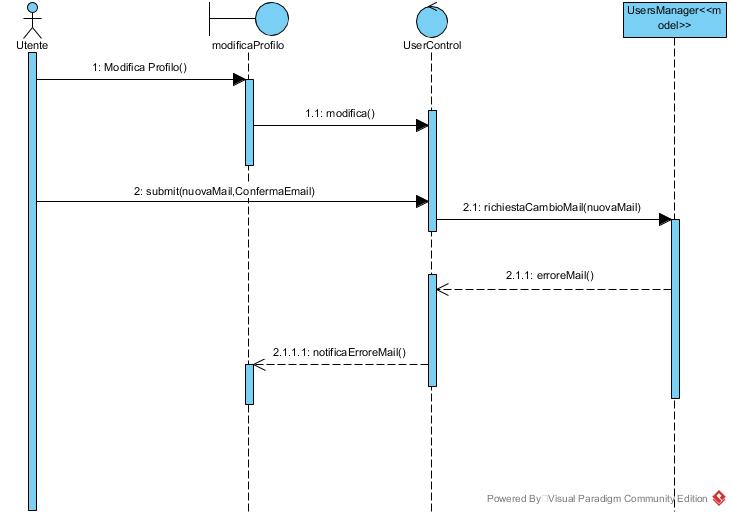 Utente
modificaProfilo
UserControl
UsersManager<<m
odel>>
1: Modifica Profilo()
1.1: modifica()
2: submit(nuovaMail,ConfermaEmail)
2.1: richiestaCambioMail(nuovaMail)
2.1.1: erroreMail()
2.1.1.1: notificaErroreMail()
Powered By Visual Paradigm Community Edition